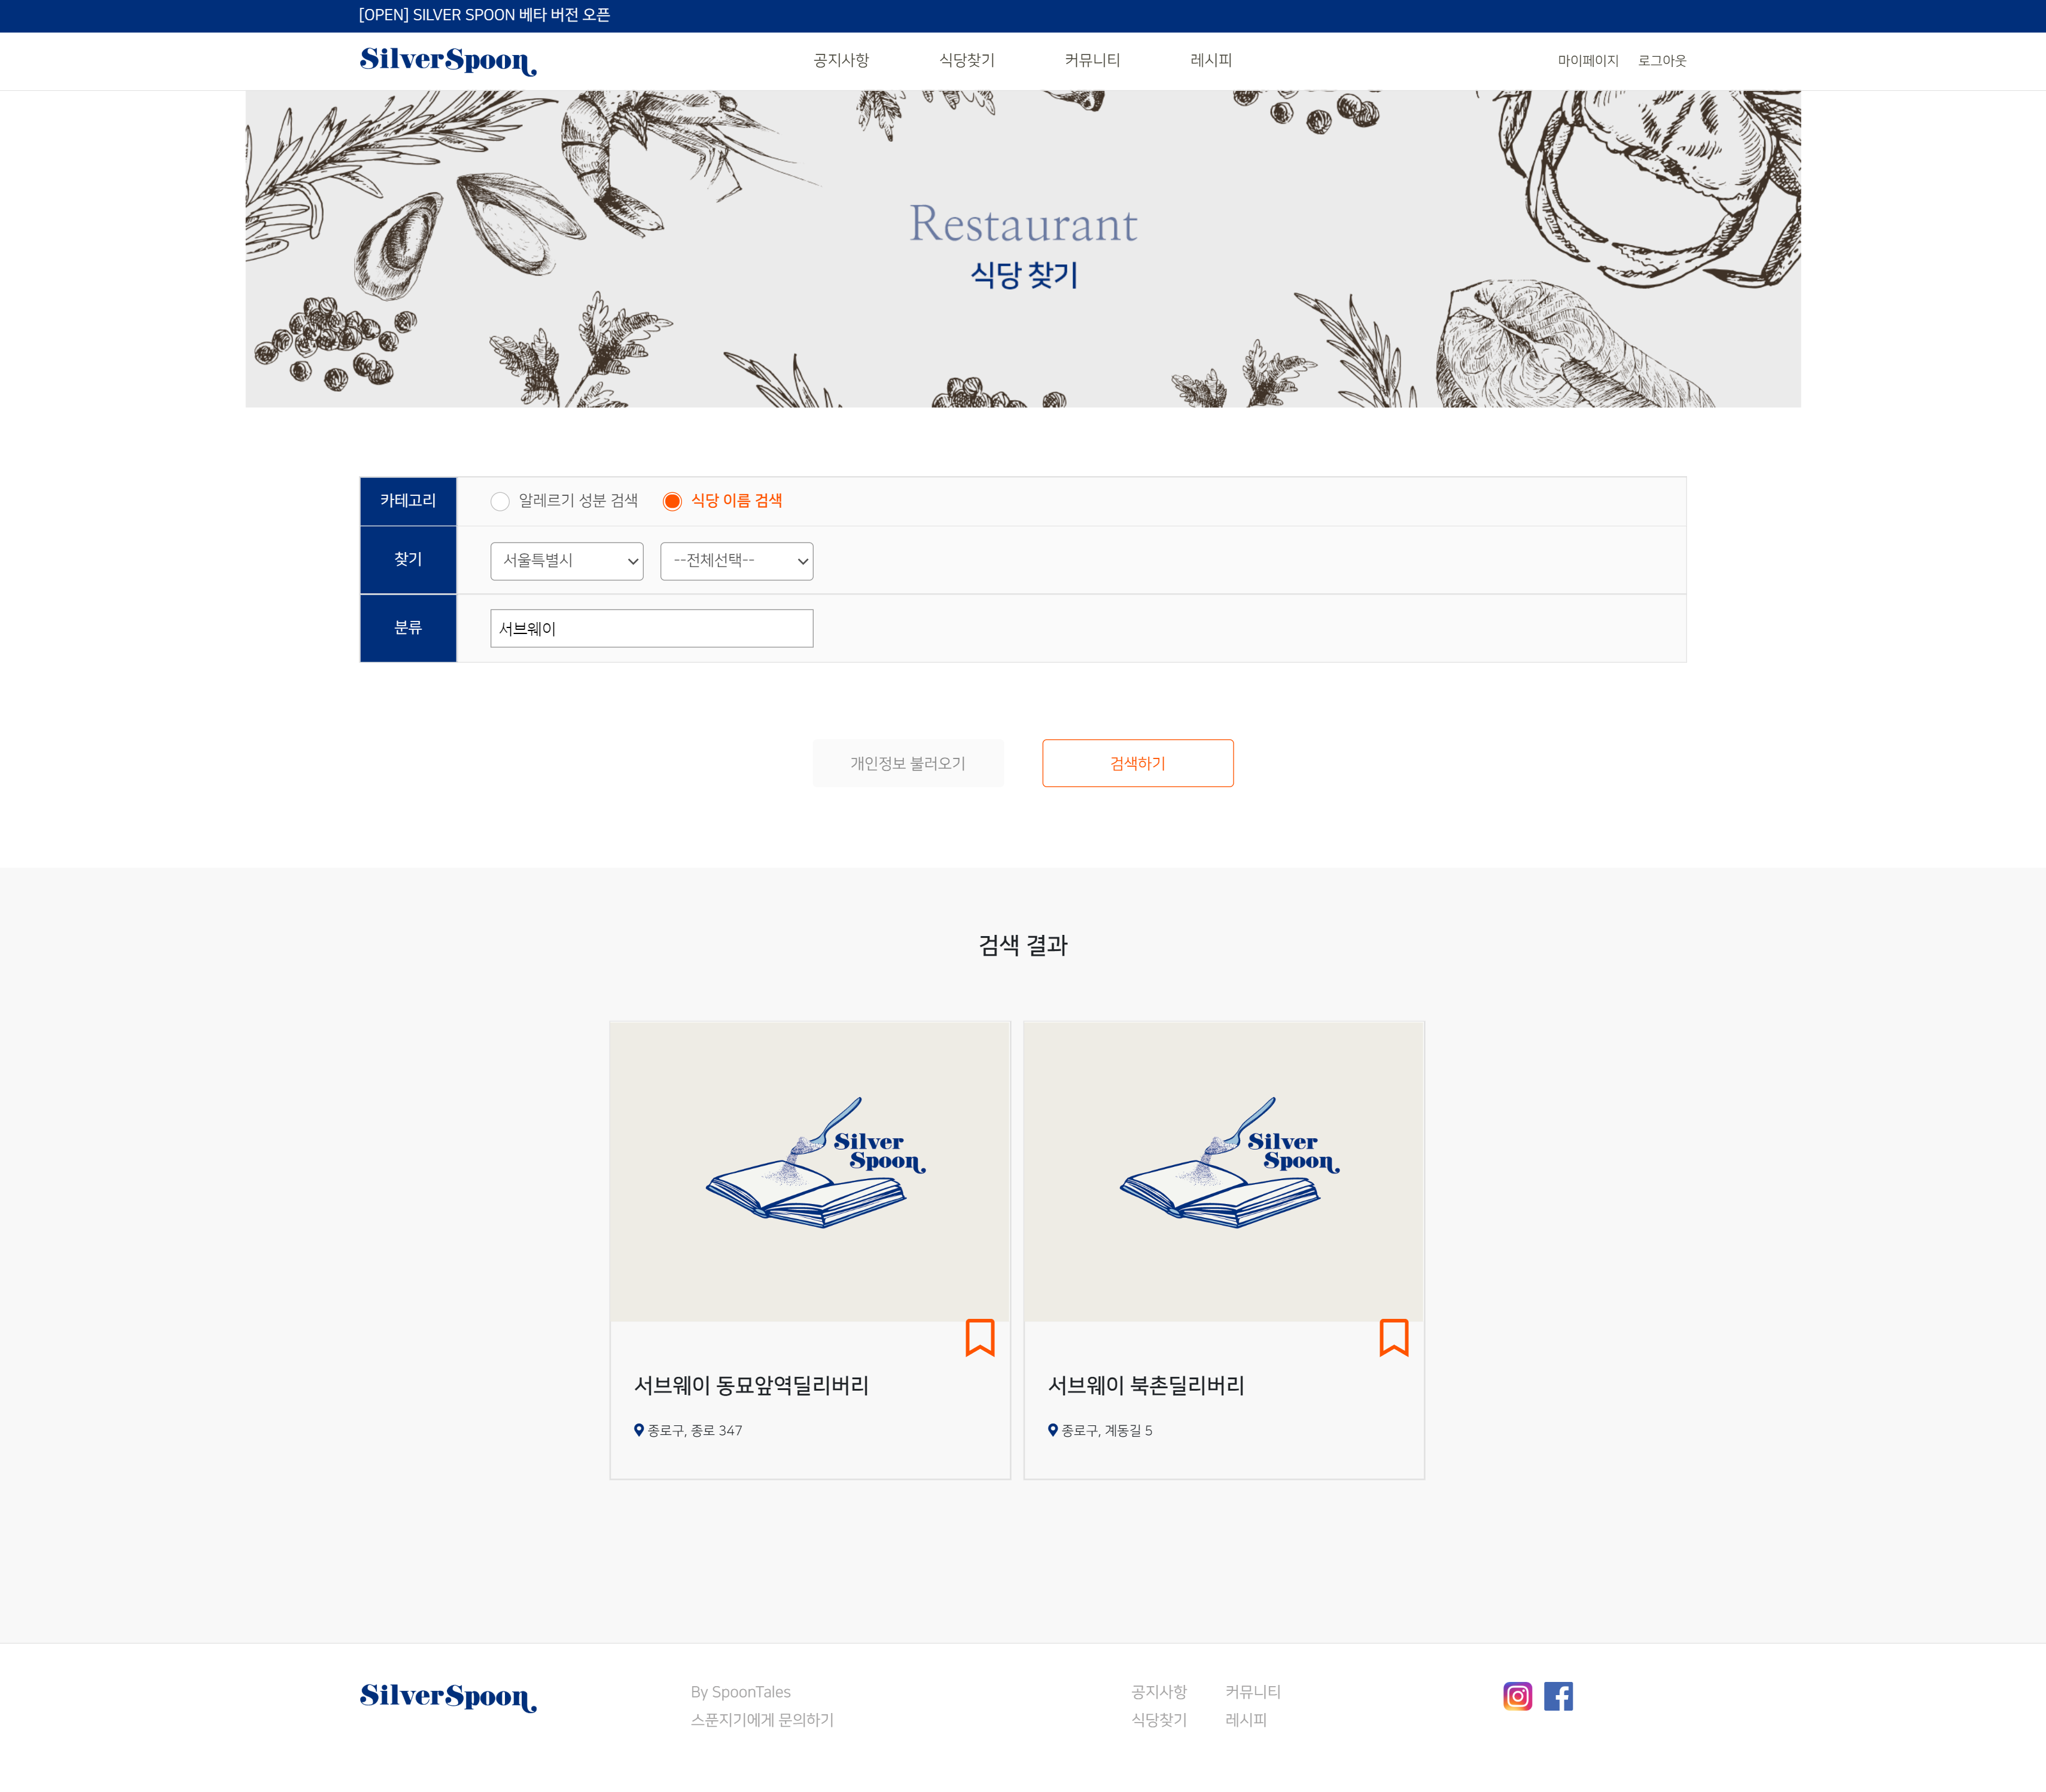 [OPEN] SILVER SPOON 베타 버전 오픈
SilverSpoon 공지사항 식당찾기 커뮤니티 레시피 마이페이지 로그아웃
Restaurant
식당 찾기
카테고리 알레르기 성분 검색 식당 이름 검색
찾기 서울특별시 --전체선택--
분류 서브웨이
개인정보 불러오기 검색하기
검색 결과
Silver
Spoon
Silver
Spoon
서브웨이 동묘앞역딜리버리
종로구, 종로 347
서브웨이 북촌딜리버리
종로구, 계동길 5
SilverSpoon By SpoonTales 공지사항 커뮤니티
스푼지기에게 문의하기 식당찾기 레시피